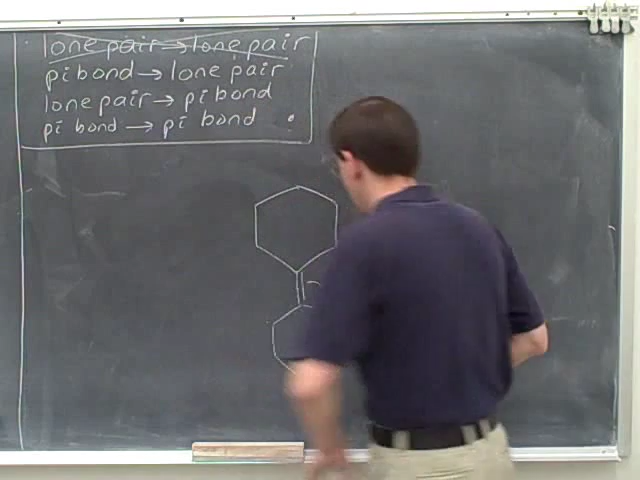 lone pair → lone pair
pi bond → lone pair
lone pair → pi bond
pi bond → pi bond